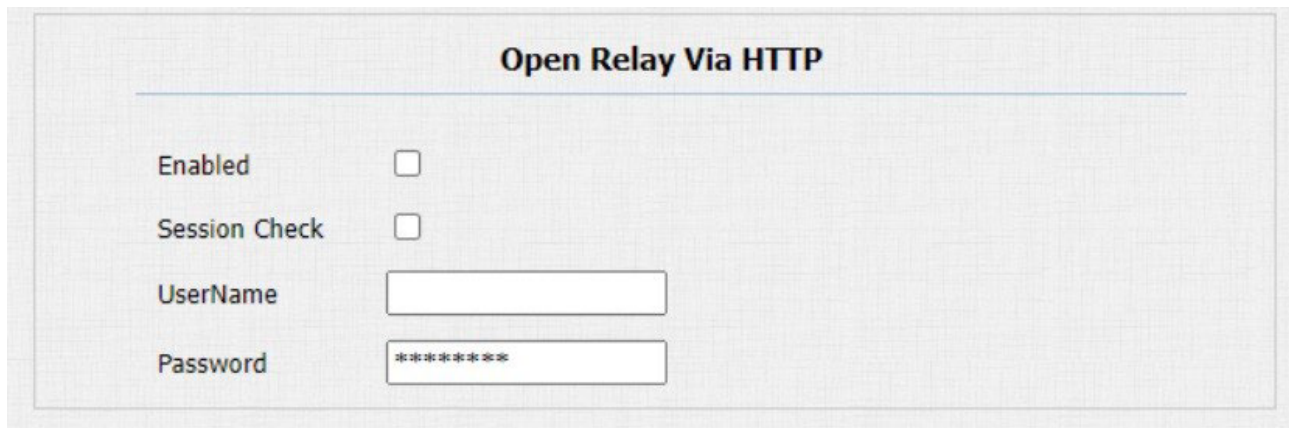 Open Relay Via HTTP
Enabled
Session Check
UserName
Password ********